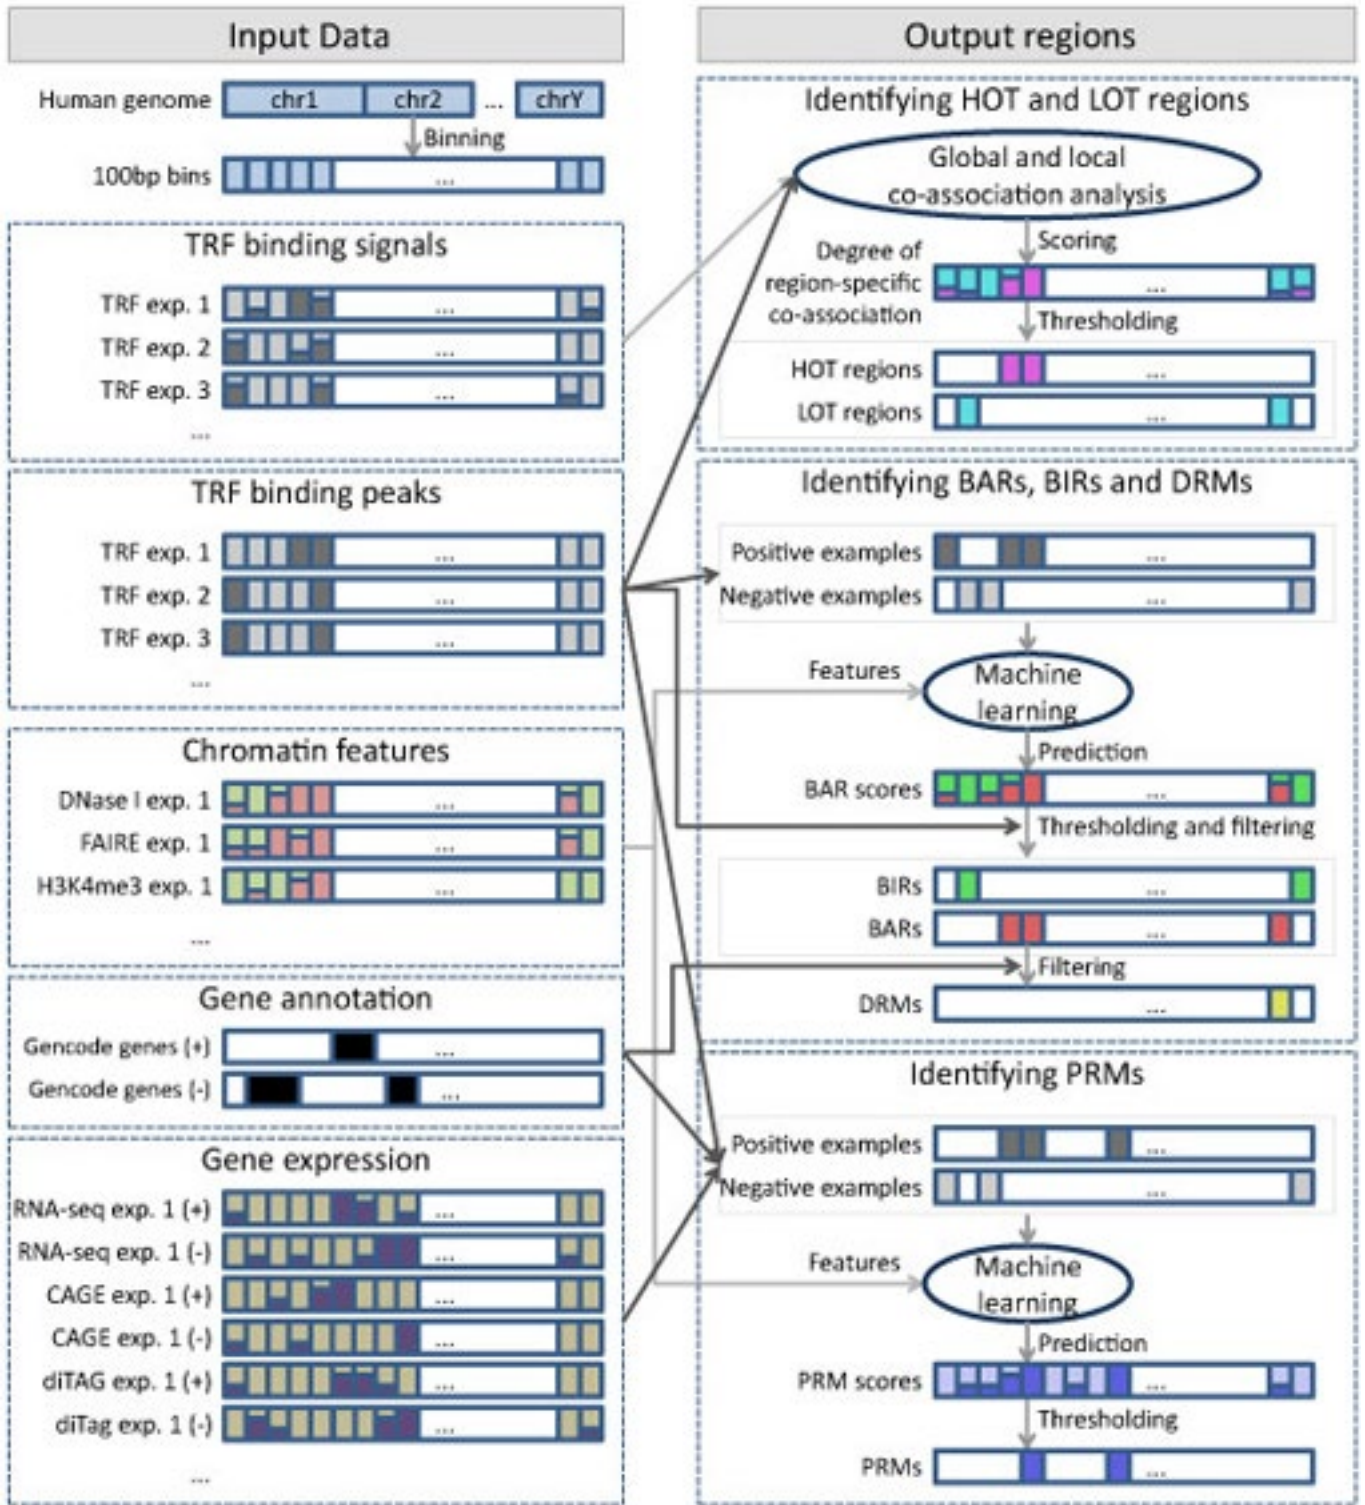 Input Data
Human genome
chr1
chr2
...
chrY
Binning
100bp bins
...
TRF binding signals
TRF exp. 1
...
TRF exp. 2
...
TRF exp. 3
...
...
TRF binding peaks
TRF exp. 1
...
TRF exp. 2
...
TRF exp. 3
...
...
Chromatin features
DNase I exp. 1
...
FAIRE exp. 1
...
H3K4me3 exp. 1
...
...
Gene annotation
Gencode genes (+)
...
Gencode genes (-)
...
Gene expression
RNA-seq exp. 1 (+)
...
RNA-seq exp. 1 (-)
...
CAGE exp. 1 (+)
...
CAGE exp. 1 (-)
...
diTAG exp. 1 (+)
...
diTag exp. 1 (-)
...
...
Output regions
Identifying HOT and LOT regions
Global and local
co-association analysis
Scoring
Degree of
region-specific
co-association
...
Thresholding
HOT regions
...
LOT regions
...
Identifying BARs, BIRs and DRMs
Positive examples
...
Negative examples
...
Features
Machine
learning
Prediction
BAR scores
...
Thresholding and filtering
BIRs
...
BARs
...
Filtering
DRMs
...
Identifying PRMs
Positive examples
...
Negative examples
...
Features
Machine
learning
Prediction
PRM scores
...
Thresholding
PRMs
...